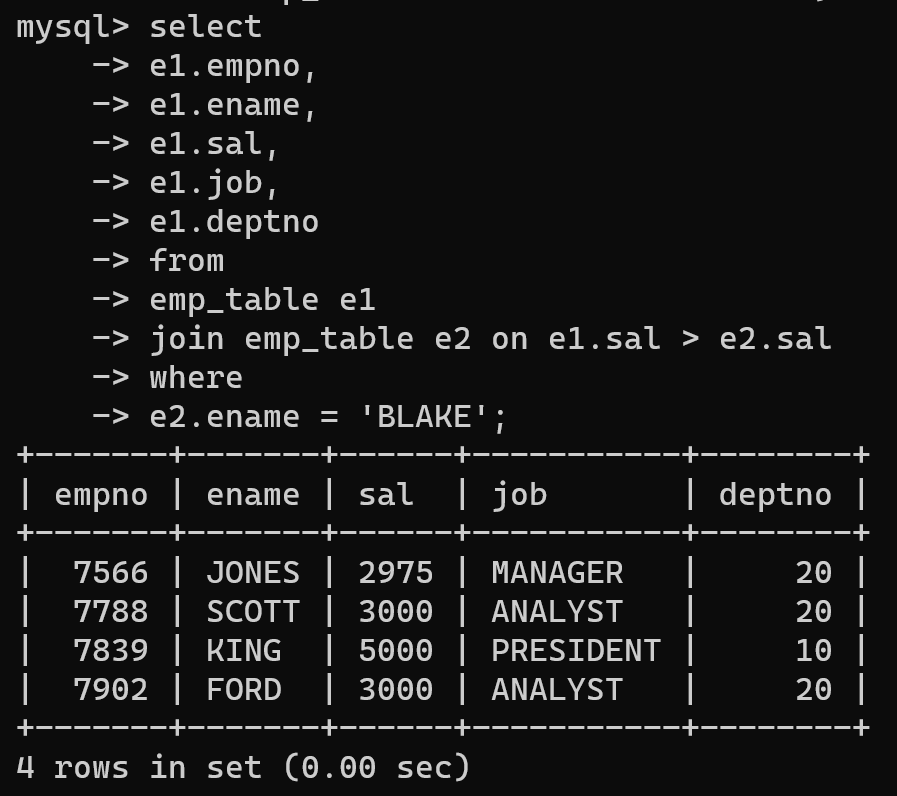 mysql> select
    -> e1.empno,
    -> e1.ename,
    -> e1.sal,
    -> e1.job,
    -> e1.deptno
    -> from
    -> emp_table e1
    -> join emp_table e2 on e1.sal > e2.sal
    -> where
    -> e2.ename = 'BLAKE';
+-------+-------+------+-----------+--------+
| empno | ename | sal  | job       | deptno |
+-------+-------+------+-----------+--------+
|  7566 | JONES | 2975 | MANAGER   |     20 |
|  7788 | SCOTT | 3000 | ANALYST   |     20 |
|  7839 | KING  | 5000 | PRESIDENT |     10 |
|  7902 | FORD  | 3000 | ANALYST   |     20 |
+-------+-------+------+-----------+--------+
4 rows in set (0.00 sec)